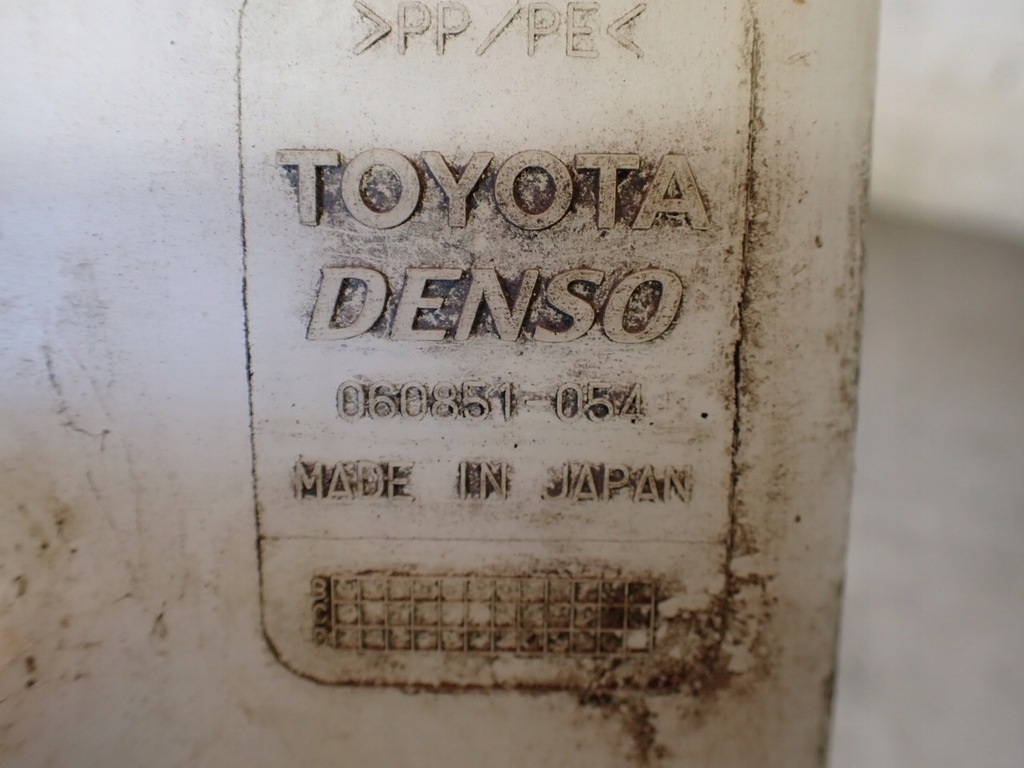 >PP/PE<
TOYOTA
DENSO
060851-054
MADE IN JAPAN